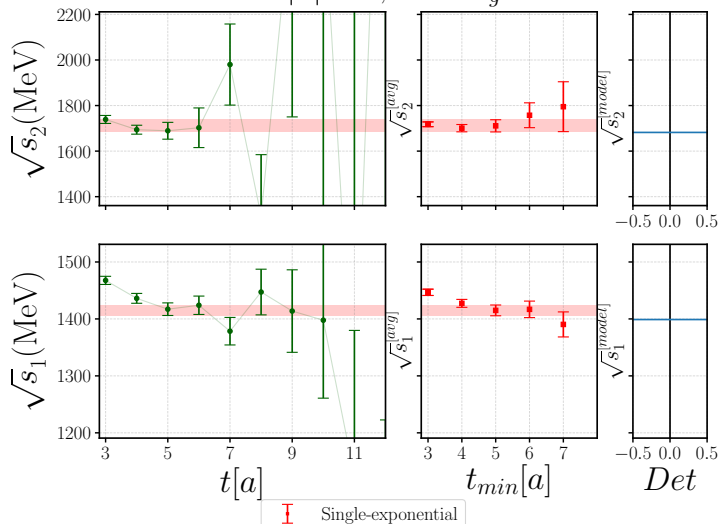 2200
2000
1800
1600
1400
√s₂(MeV)
√s₂[avg]
√s₂[model]
−0.5 0.0 0.5
1500
1400
1300
1200
√s₁(MeV)
√s₁[avg]
√s₁[model]
3 5 7 9 11
3 4 5 6 7
−0.5 0.0 0.5
t[a]
t_min[a]
Det
Single-exponential